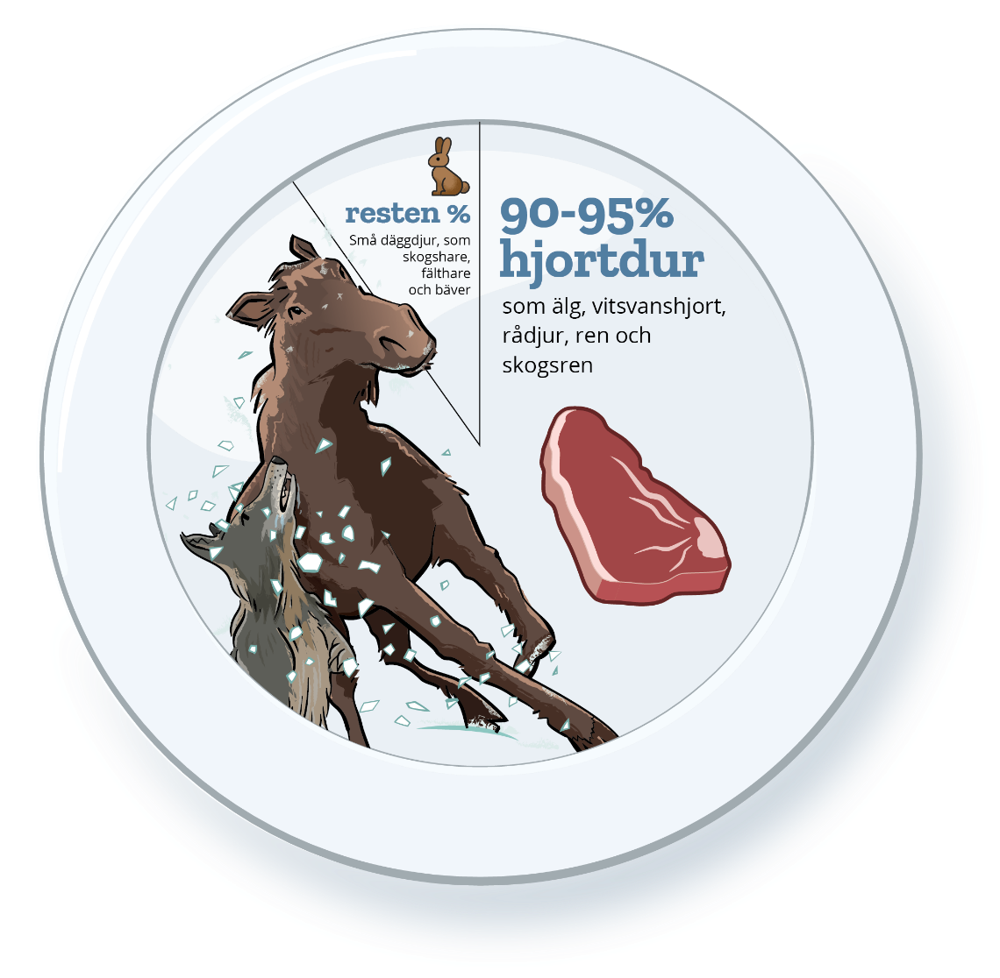 resten %
Små däggdjur, som
skogshare,
fälthare
och bäver
90-95%
hjortdur
som älg, vitsvanshjort,
rådjur, ren och
skogsren